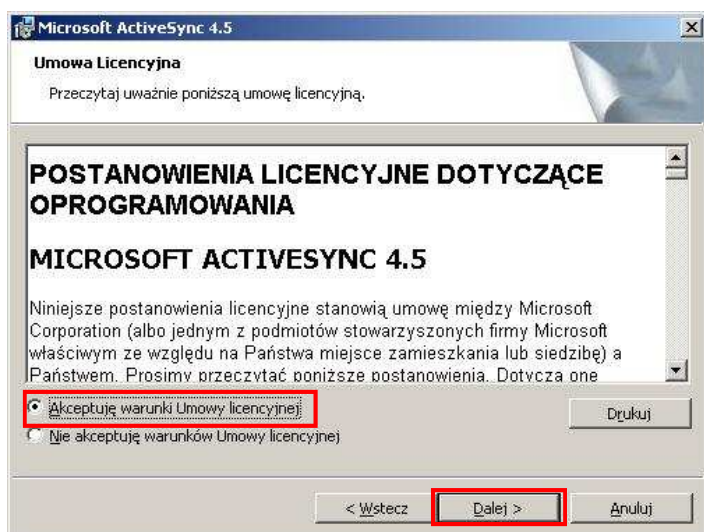 Microsoft ActiveSync 4.5
Umowa Licencyjna
Przeczytaj uważnie poniższą umowę licencyjną.
POSTANOWIENIA LICENCYJNE DOTYCZĄCE
OPROGRAMOWANIA
MICROSOFT ACTIVESYNC 4.5
Niniejsze postanowienia licencyjne stanowią umowę między Microsoft
Corporation (albo jednym z podmiotów stowarzyszonych firmy Microsoft
właściwym ze względu na Państwa miejsce zamieszkania lub siedzibę) a
Państwem. Prosimy przeczytać poniższe postanowienia. Dotyczą one
Akceptuję warunki Umowy licencyjnej
Drukuj
Nie akceptuję warunków Umowy licencyjnej
< Wstecz
Dalej >
Anuluj